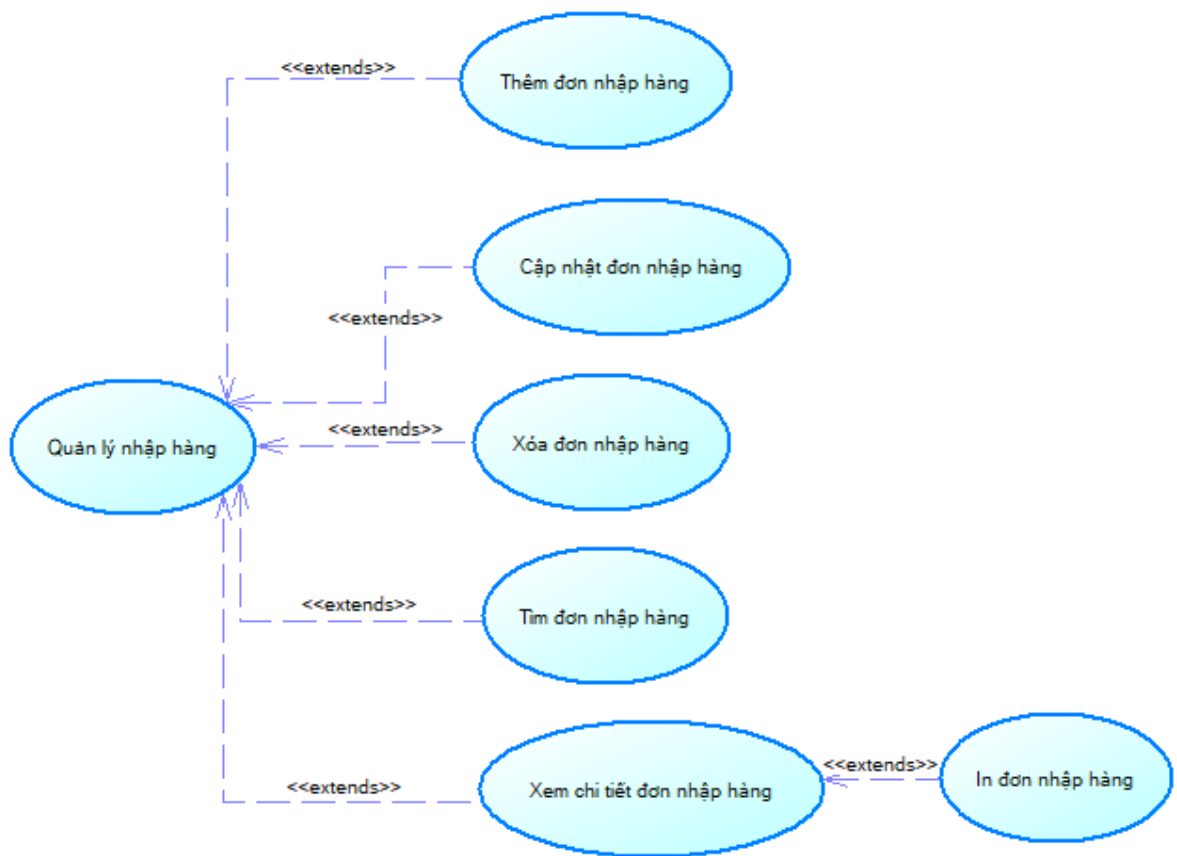 <<extends>>
Thêm đơn nhập hàng
Cập nhật đơn nhập hàng
<<extends>>
<<extends>>
Quản lý nhập hàng
Xóa đơn nhập hàng
<<extends>>
Tìm đơn nhập hàng
<<extends>>
Xem chi tiết đơn nhập hàng
<<extends>>
In đơn nhập hàng